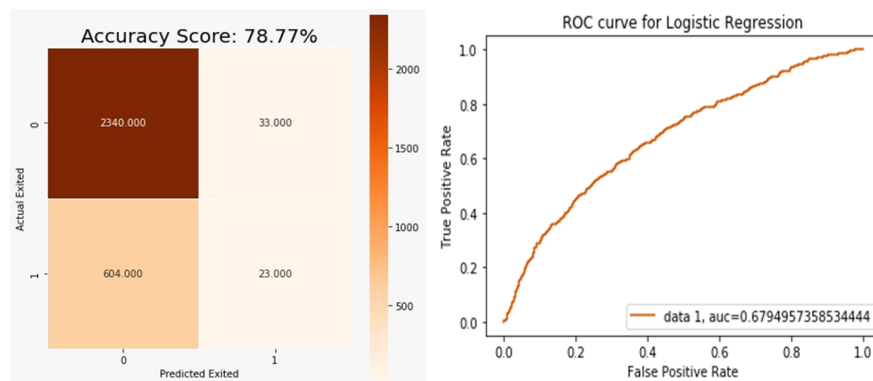 Accuracy Score: 78.77%
2340.000 33.000
604.000 23.000
0
1
Actual Exited
0 1
Predicted Exited
2000
1500
1000
500
ROC curve for Logistic Regression
1.0
0.8
0.6
0.4
0.2
0.0
True Positive Rate
data 1, auc=0.6794957358534444
0.0 0.2 0.4 0.6 0.8 1.0
False Positive Rate